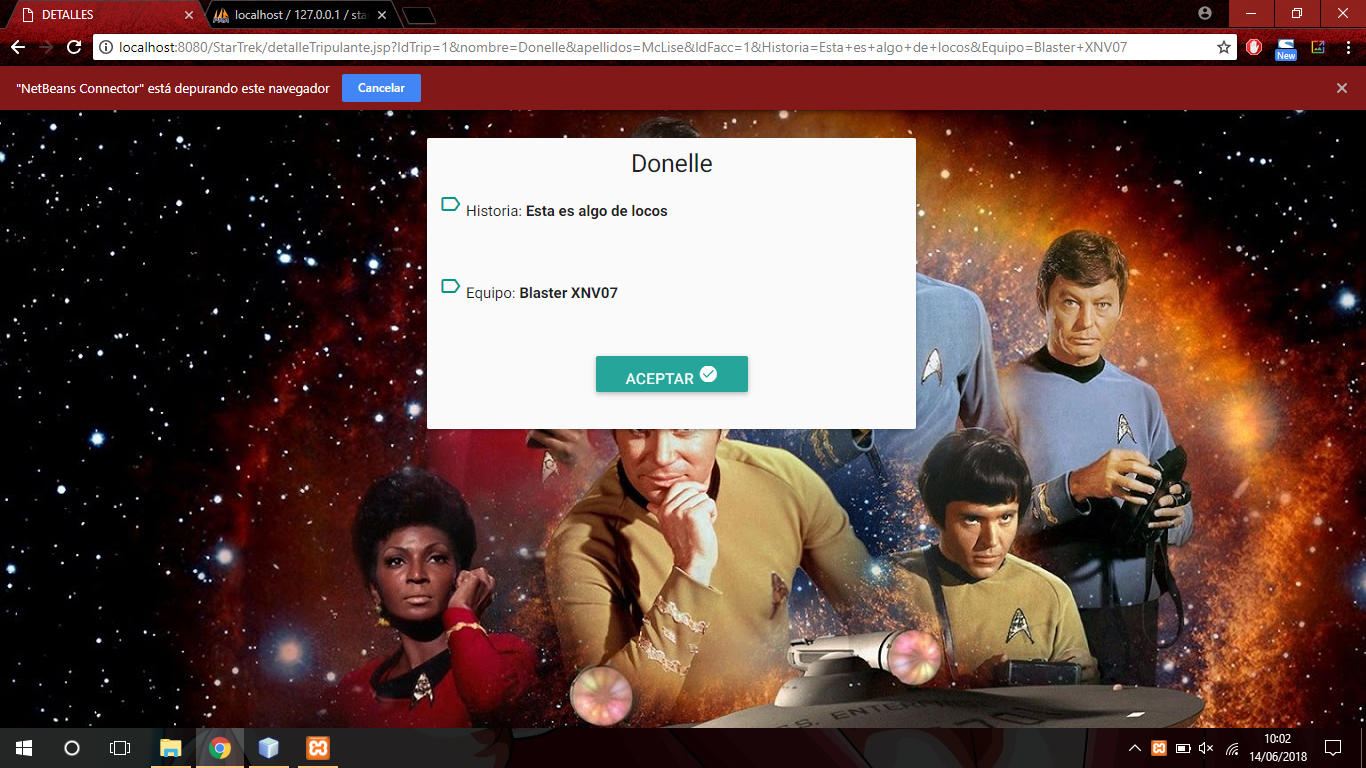 DETALLES
localhost / 127.0.0.1 / sta
localhost:8080/StarTrek/detalleTripulante.jsp?IdTrip=1&nombre=Donelle&apellidos=McLise&IdFacc=1&Historia=Esta+es+algo+de+locos&Equipo=Blaster+XNV07
New
"NetBeans Connector" está depurando este navegador
Cancelar
Donelle
Historia: Esta es algo de locos
Equipo: Blaster XNV07
ACEPTAR
S. ENTERPRISE
10:02
14/06/2018